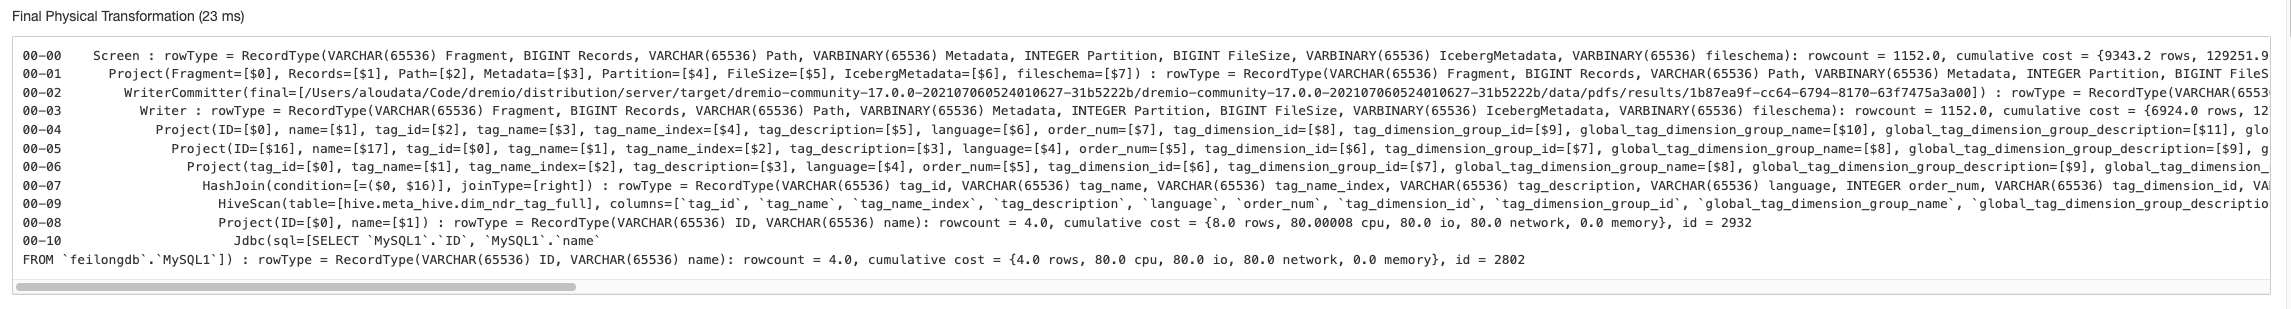 Final Physical Transformation (23 ms)
00-00    Screen : rowType = RecordType(VARCHAR(65536) Fragment, BIGINT Records, VARCHAR(65536) Path, VARBINARY(65536) Metadata, INTEGER Partition, BIGINT FileSize, VARBINARY(65536) IcebergMetadata, VARBINARY(65536) fileschema): rowcount = 1152.0, cumulative cost = {9343.2 rows, 129251.9
00-01      Project(Fragment=[$0], Records=[$1], Path=[$2], Metadata=[$3], Partition=[$4], FileSize=[$5], IcebergMetadata=[$6], fileschema=[$7]) : rowType = RecordType(VARCHAR(65536) Fragment, BIGINT Records, VARCHAR(65536) Path, VARBINARY(65536) Metadata, INTEGER Partition, BIGINT FileS
00-02        WriterCommitter(final=[/Users/aloudata/Code/dremio/distribution/server/target/dremio-community-17.0.0-202107060524010627-31b5222b/dremio-community-17.0.0-202107060524010627-31b5222b/data/pdfs/results/1b87ea9f-cc64-6794-8170-63f7475a3a00]) : rowType = RecordType(VARCHAR(6553
00-03          Writer : rowType = RecordType(VARCHAR(65536) Fragment, BIGINT Records, VARCHAR(65536) Path, VARBINARY(65536) Metadata, INTEGER Partition, BIGINT FileSize, VARBINARY(65536) IcebergMetadata, VARBINARY(65536) fileschema): rowcount = 1152.0, cumulative cost = {6924.0 rows, 12
00-04            Project(ID=[$0], name=[$1], tag_id=[$2], tag_name=[$3], tag_name_index=[$4], tag_description=[$5], language=[$6], order_num=[$7], tag_dimension_id=[$8], tag_dimension_group_id=[$9], global_tag_dimension_group_name=[$10], global_tag_dimension_group_description=[$11], glo
00-05              Project(ID=[$16], name=[$17], tag_id=[$0], tag_name=[$1], tag_name_index=[$2], tag_description=[$3], language=[$4], order_num=[$5], tag_dimension_id=[$6], tag_dimension_group_id=[$7], global_tag_dimension_group_name=[$8], global_tag_dimension_group_description=[$9], g
00-06                Project(tag_id=[$0], tag_name=[$1], tag_name_index=[$2], tag_description=[$3], language=[$4], order_num=[$5], tag_dimension_id=[$6], tag_dimension_group_id=[$7], global_tag_dimension_group_name=[$8], global_tag_dimension_group_description=[$9], global_tag_dimension_
00-07                  HashJoin(condition=[=($0, $16)], joinType=[right]) : rowType = RecordType(VARCHAR(65536) tag_id, VARCHAR(65536) tag_name, VARCHAR(65536) tag_name_index, VARCHAR(65536) tag_description, VARCHAR(65536) language, INTEGER order_num, VARCHAR(65536) tag_dimension_id, VA
00-09                    HiveScan(table=[hive.meta_hive.dim_ndr_tag_full], columns=[`tag_id`, `tag_name`, `tag_name_index`, `tag_description`, `language`, `order_num`, `tag_dimension_id`, `tag_dimension_group_id`, `global_tag_dimension_group_name`, `global_tag_dimension_group_descriptio
00-08                    Project(ID=[$0], name=[$1]) : rowType = RecordType(VARCHAR(65536) ID, VARCHAR(65536) name): rowcount = 4.0, cumulative cost = {8.0 rows, 80.00008 cpu, 80.0 io, 80.0 network, 0.0 memory}, id = 2932
00-10                      Jdbc(sql=[SELECT `MySQL1`.`ID`, `MySQL1`.`name`
FROM `feilongdb`.`MySQL1`]) : rowType = RecordType(VARCHAR(65536) ID, VARCHAR(65536) name): rowcount = 4.0, cumulative cost = {4.0 rows, 80.0 cpu, 80.0 io, 80.0 network, 0.0 memory}, id = 2802